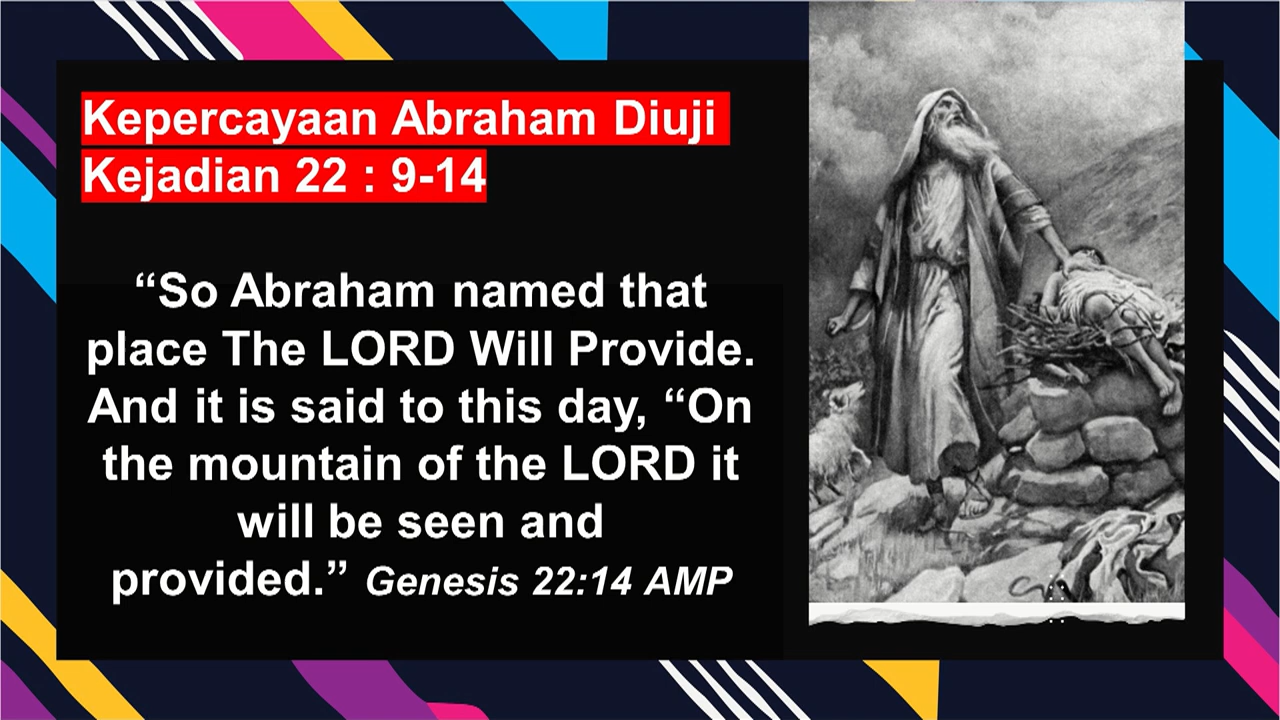 Kepercayaan Abraham Diuji
Kejadian 22 : 9-14
“So Abraham named that
place The LORD Will Provide.
And it is said to this day, “On
the mountain of the LORD it
will be seen and
provided.” Genesis 22:14 AMP